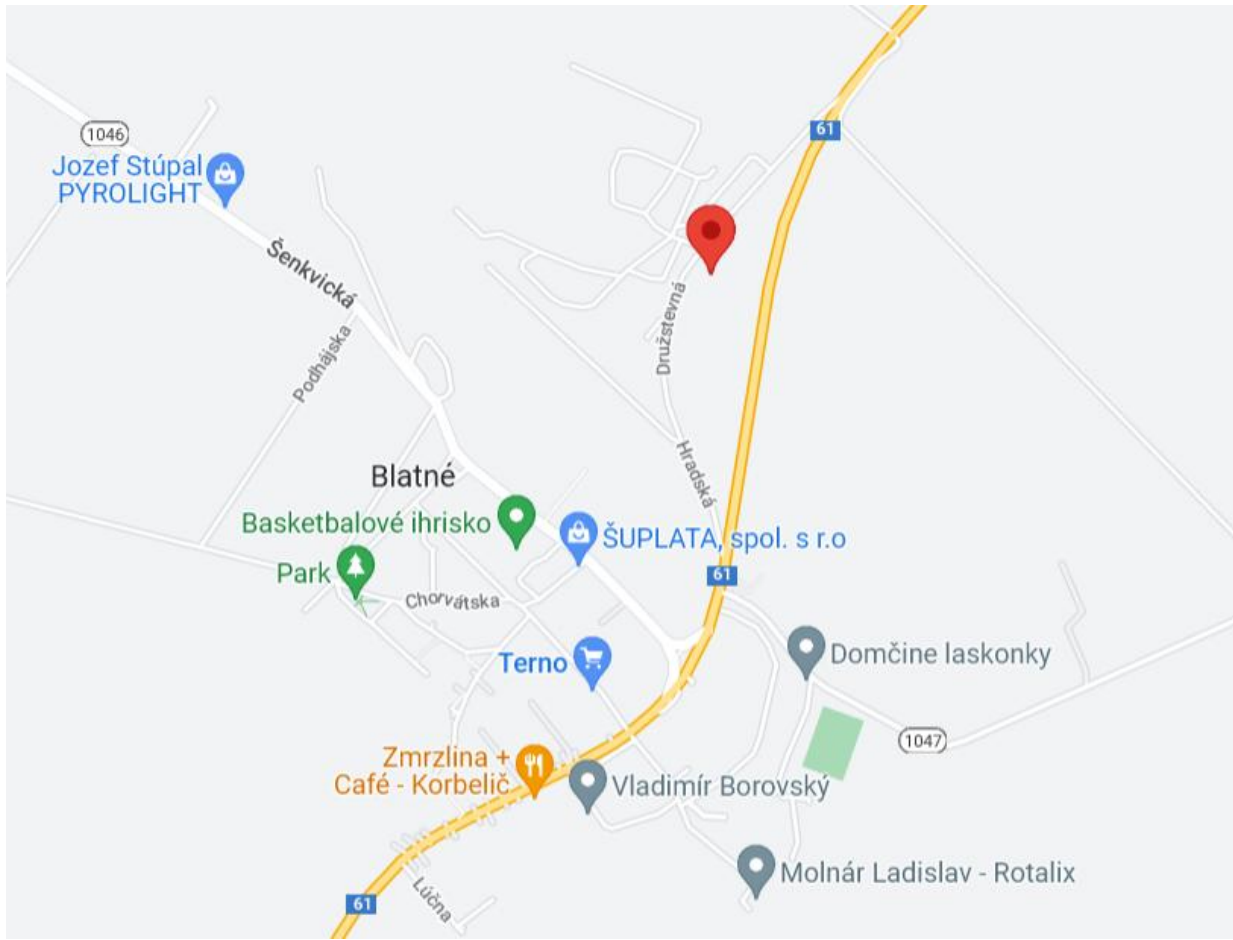 61
1046
Jozef Stúpal
PYROLIGHT
Šenkvická
Družstevná
Podhájska
Hradská
Blatné
Basketbalové ihrisko
ŠUPLATA, spol. s r.o
Park
61
Chorvátska
Domčine laskonky
Terno
1047
Zmrzlina +
Café - Korbelič
Vladimír Borovský
Molnár Ladislav - Rotalix
Lúčna
61